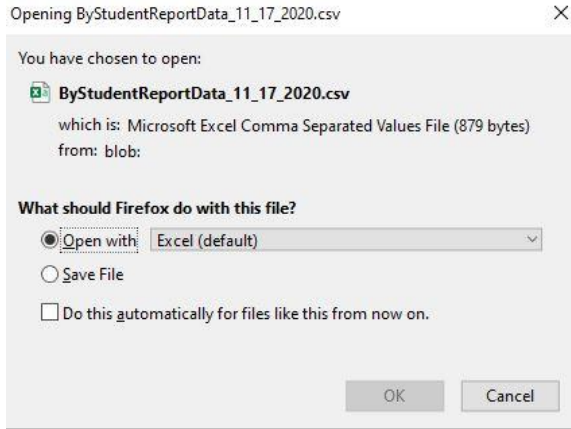 Opening ByStudentReportData_11_17_2020.csv
You have chosen to open:
ByStudentReportData_11_17_2020.csv
which is: Microsoft Excel Comma Separated Values File (879 bytes)
from: blob:
What should Firefox do with this file?
Open with Excel (default)
Save File
Do this automatically for files like this from now on.
OK Cancel